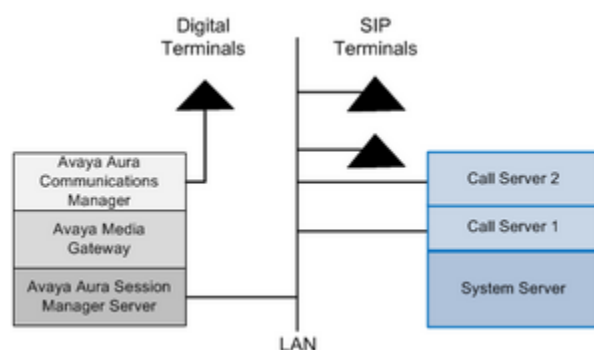 Digital
Terminals
SIP
Terminals
Avaya Aura
Communications
Manager
Avaya Media
Gateway
Avaya Aura Session
Manager Server
Call Server 2
Call Server 1
System Server
LAN